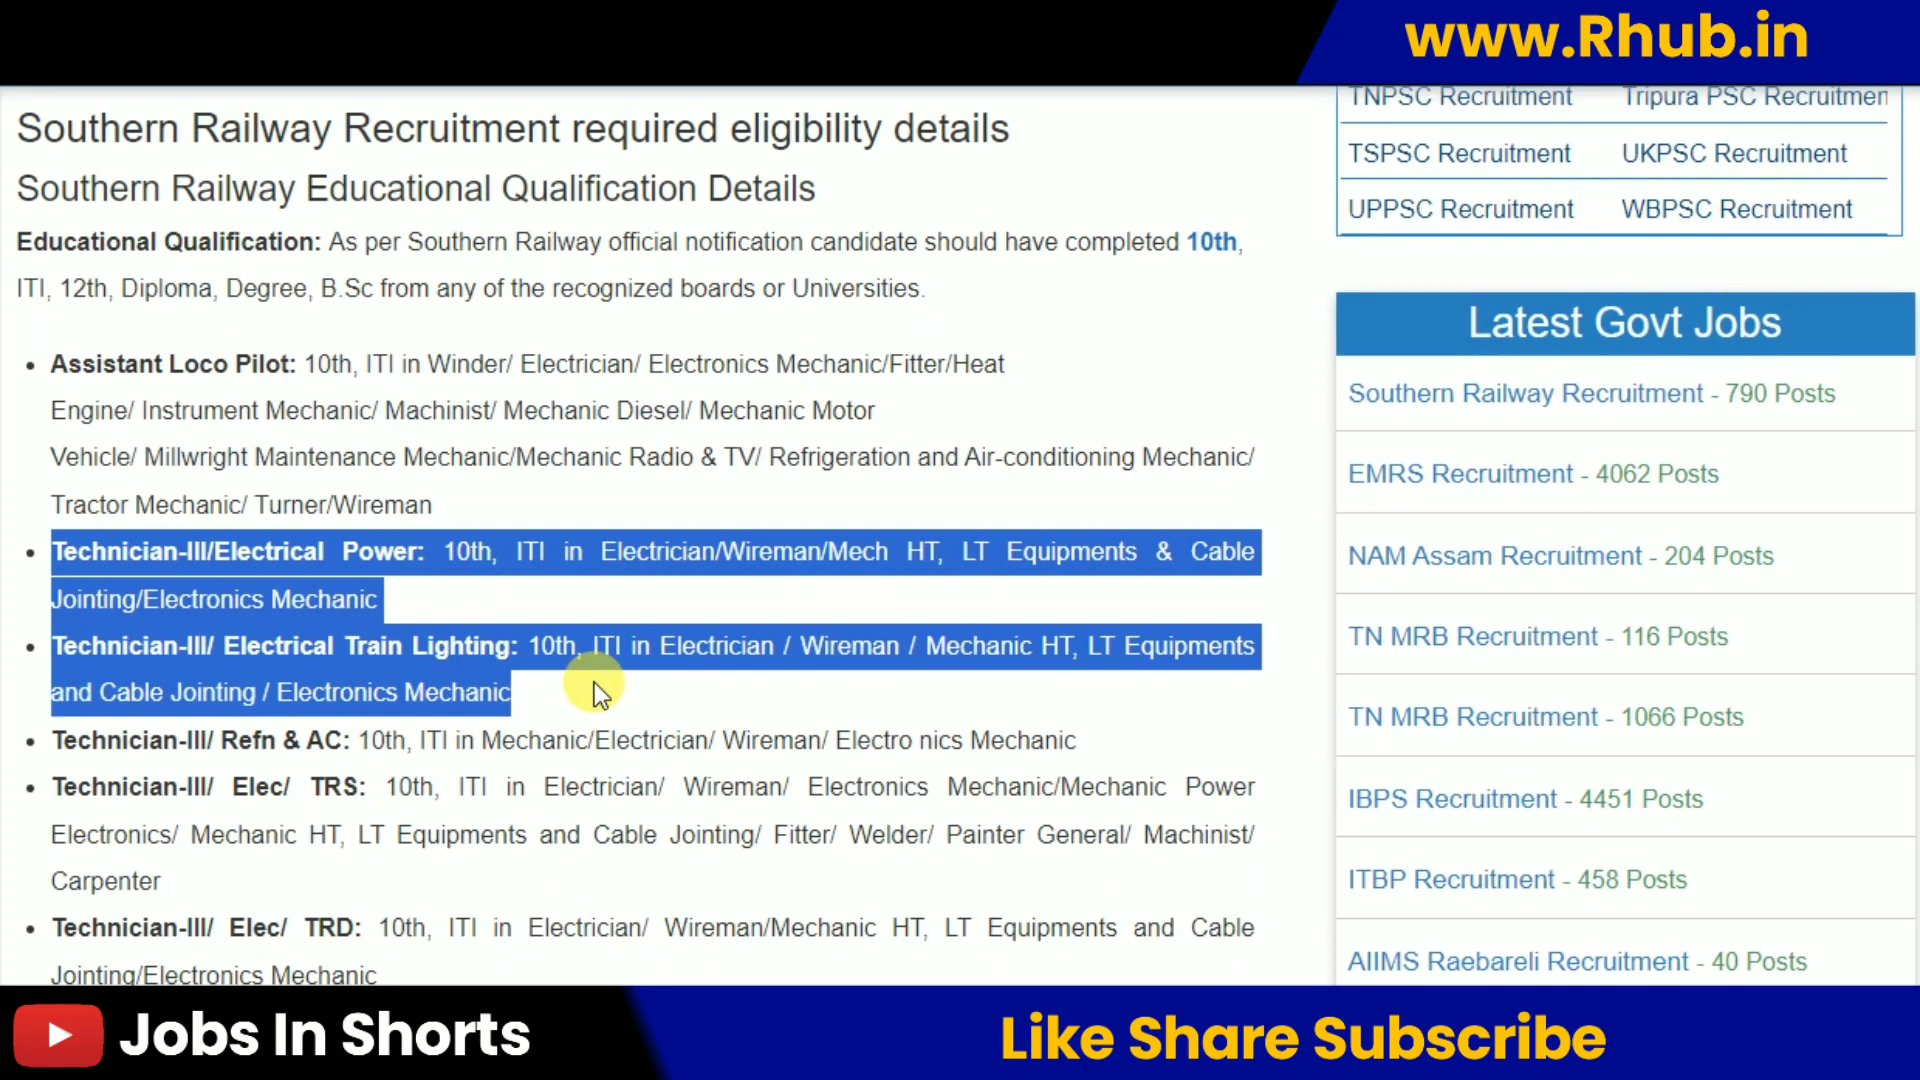 www.Rhub.in
Southern Railway Recruitment required eligibility details
Southern Railway Educational Qualification Details
Educational Qualification: As per Southern Railway official notification candidate should have completed 10th,
ITI, 12th, Diploma, Degree, B.Sc from any of the recognized boards or Universities.
Assistant Loco Pilot: 10th, ITI in Winder/ Electrician/ Electronics Mechanic/Fitter/Heat
Engine/ Instrument Mechanic/ Machinist/ Mechanic Diesel/ Mechanic Motor
Vehicle/ Millwright Maintenance Mechanic/Mechanic Radio & TV/ Refrigeration and Air-conditioning Mechanic/
Tractor Mechanic/ Turner/Wireman
Technician-III/Electrical Power: 10th, ITI in Electrician/Wireman/Mech HT, LT Equipments & Cable
Jointing/Electronics Mechanic
Technician-III/ Electrical Train Lighting: 10th, ITI in Electrician / Wireman / Mechanic HT, LT Equipments
and Cable Jointing / Electronics Mechanic
Technician-III/ Refn & AC: 10th, ITI in Mechanic/Electrician/ Wireman/ Electro nics Mechanic
Technician-III/ Elec/ TRS: 10th, ITI in Electrician/ Wireman/ Electronics Mechanic/Mechanic Power
Electronics/ Mechanic HT, LT Equipments and Cable Jointing/ Fitter/ Welder/ Painter General/ Machinist/
Carpenter
Technician-III/ Elec/ TRD: 10th, ITI in Electrician/ Wireman/Mechanic HT, LT Equipments and Cable
Jointing/Electronics Mechanic
TNPSC Recruitment Tripura PSC Recruitmen
TSPSC Recruitment UKPSC Recruitment
UPPSC Recruitment WBPSC Recruitment
Latest Govt Jobs
Southern Railway Recruitment - 790 Posts
EMRS Recruitment - 4062 Posts
NAM Assam Recruitment - 204 Posts
TN MRB Recruitment - 116 Posts
TN MRB Recruitment - 1066 Posts
IBPS Recruitment - 4451 Posts
ITBP Recruitment - 458 Posts
AIIMS Raebareli Recruitment - 40 Posts
Jobs In Shorts
Like Share Subscribe